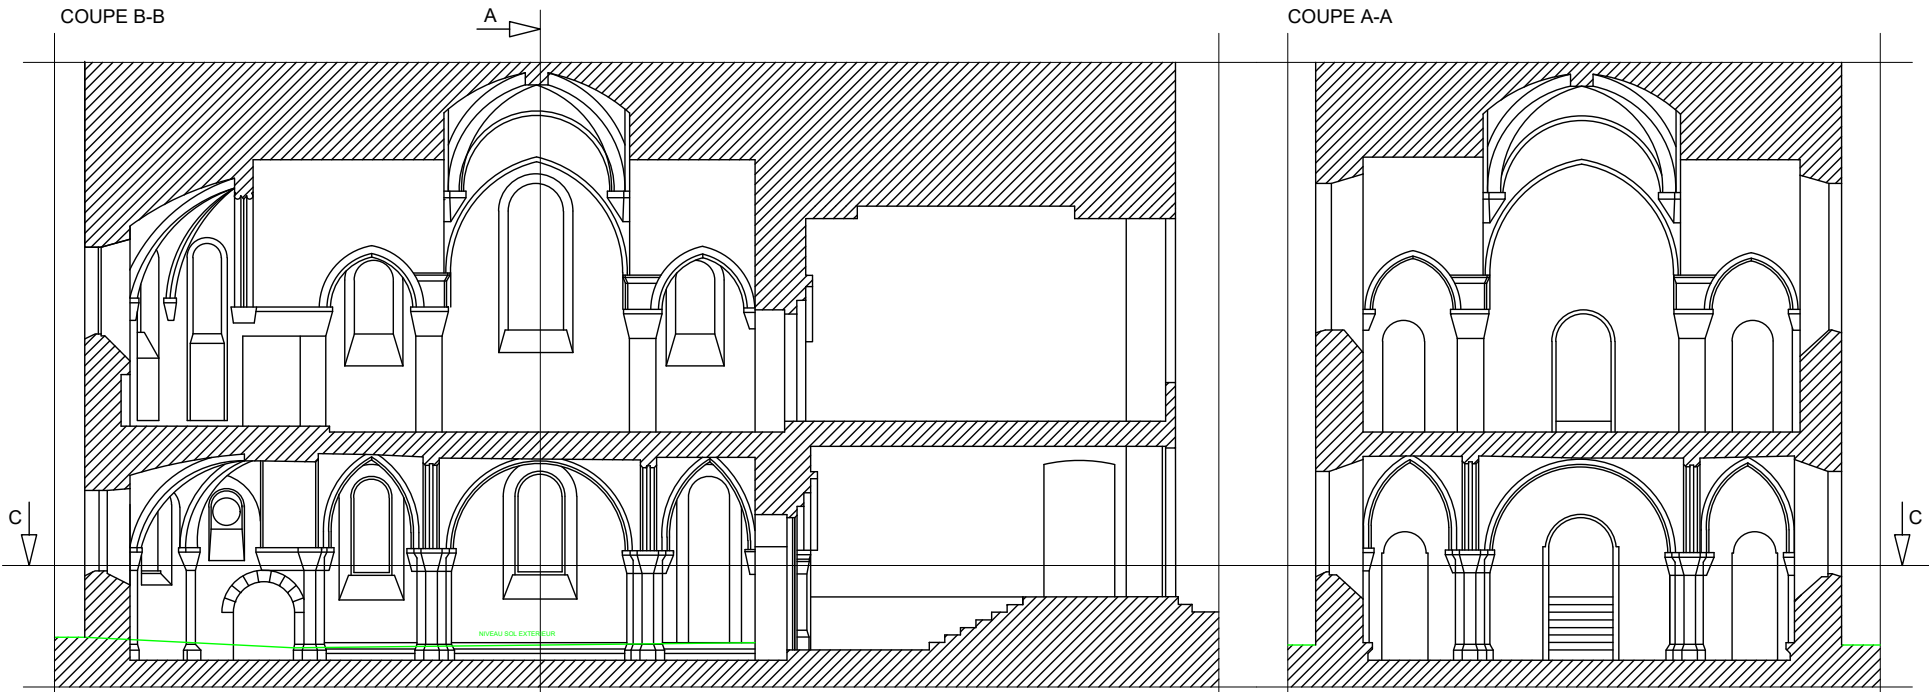 COUPE B-B
A
COUPE A-A
C
C
NIVEAU SOL EXTERIEUR